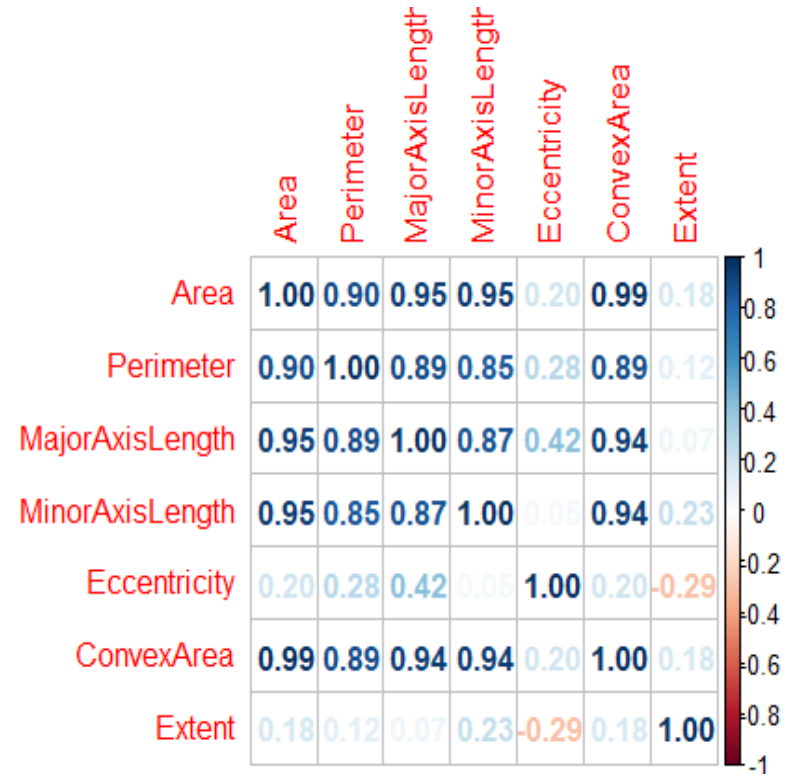 Area Perimeter MajorAxisLength MinorAxisLength Eccentricity ConvexArea Extent
Area 1.00 0.90 0.95 0.95 0.20 0.99 0.18
Perimeter 0.90 1.00 0.89 0.85 0.28 0.89 0.12
MajorAxisLength 0.95 0.89 1.00 0.87 0.42 0.94 0.07
MinorAxisLength 0.95 0.85 0.87 1.00 0.05 0.94 0.23
Eccentricity 0.20 0.28 0.42 0.05 1.00 0.20 -0.29
ConvexArea 0.99 0.89 0.94 0.94 0.20 1.00 0.18
Extent 0.18 0.12 0.07 0.23 -0.29 0.18 1.00
1
0.8
0.6
0.4
0.2
0
-0.2
-0.4
-0.6
-0.8
-1